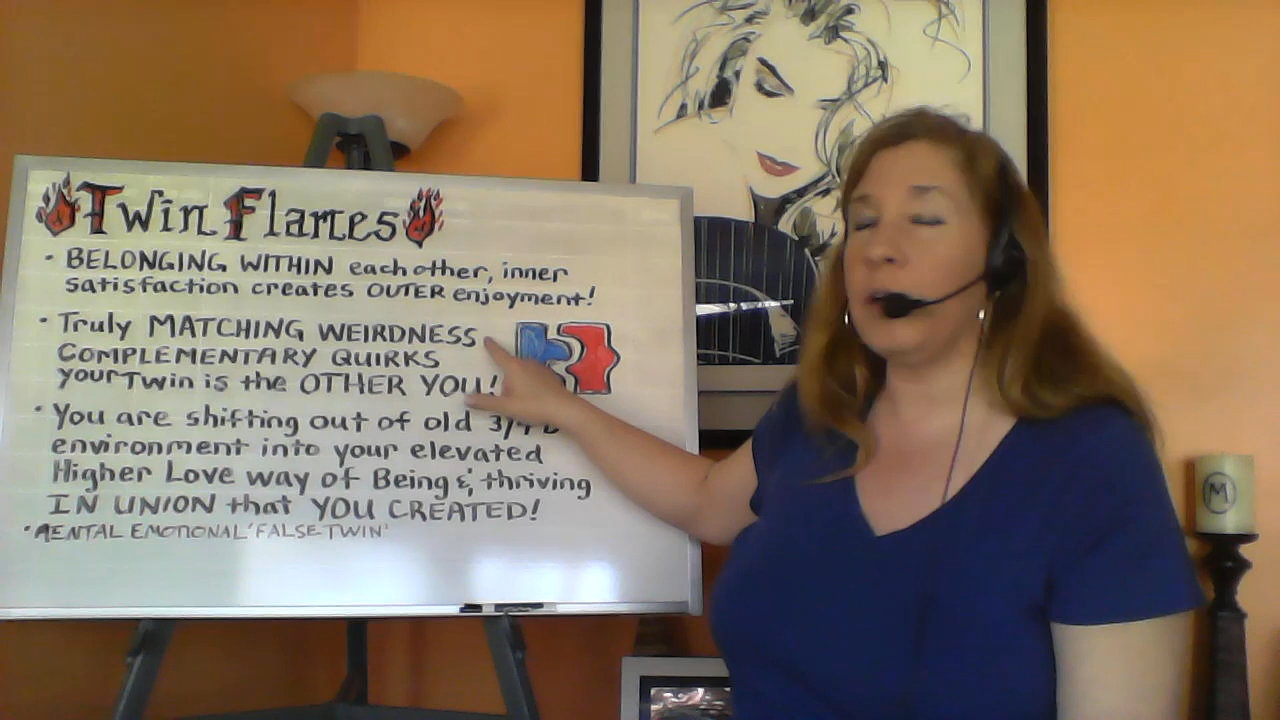 Twin Flames
• BELONGING WITHIN each other, inner
satisfaction creates OUTER enjoyment!
• Truly MATCHING WEIRDNESS
COMPLEMENTARY QUIRKS
your Twin is the OTHER YOU!
• You are shifting out of old
environment into your elevated
Higher Love way of Being & thriving
IN UNION that YOU CREATED!
• MENTAL EMOTIONAL 'FALSE TWIN'
M